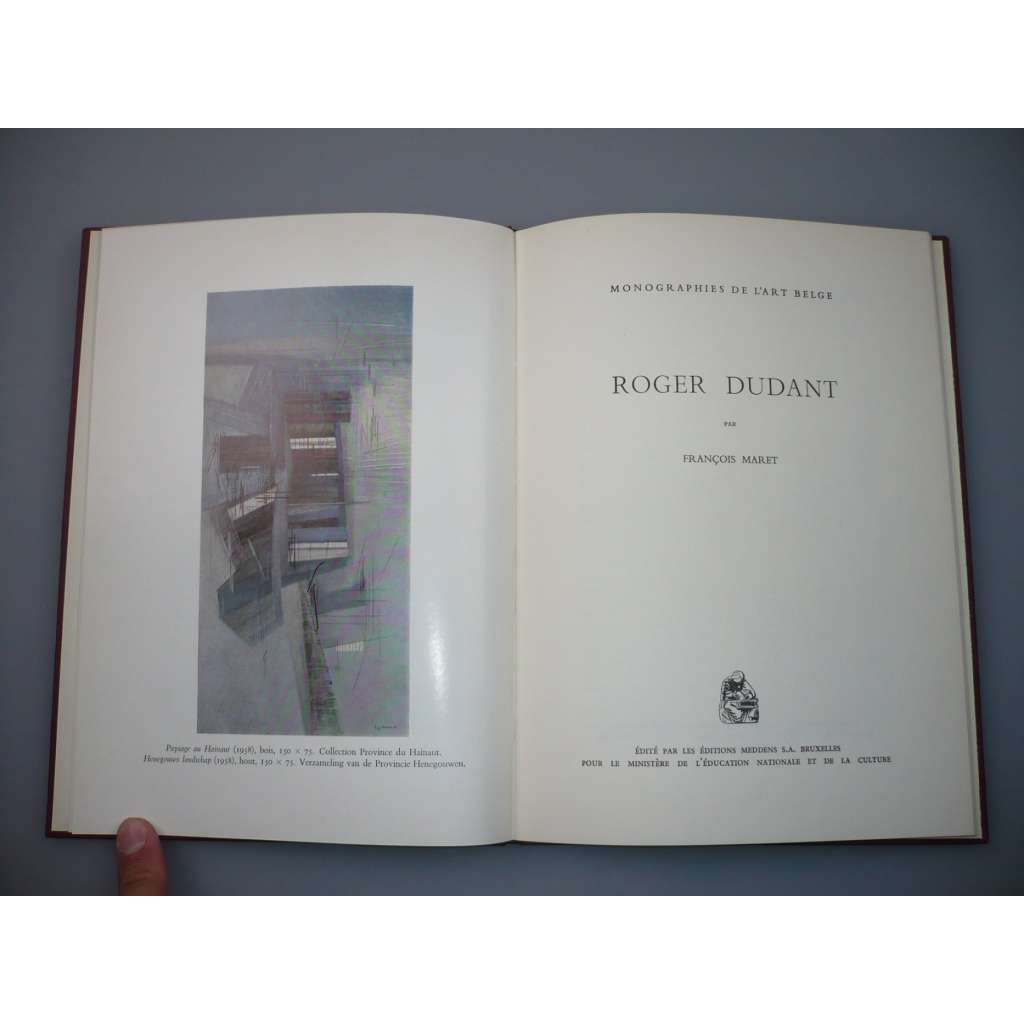 Paysage au Hainaut (1958), bois, 150 × 75. Collection Province du Hainaut.
Henegouws landschap (1958), hout, 150 × 75. Verzameling van de Provincie Henegouwen.
MONOGRAPHIES DE L'ART BELGE
ROGER DUDANT
PAR
FRANÇOIS MARET
ÉDITÉ PAR LES ÉDITIONS MEDDENS S.A. BRUXELLES
POUR LE MINISTÈRE DE L'ÉDUCATION NATIONALE ET DE LA CULTURE